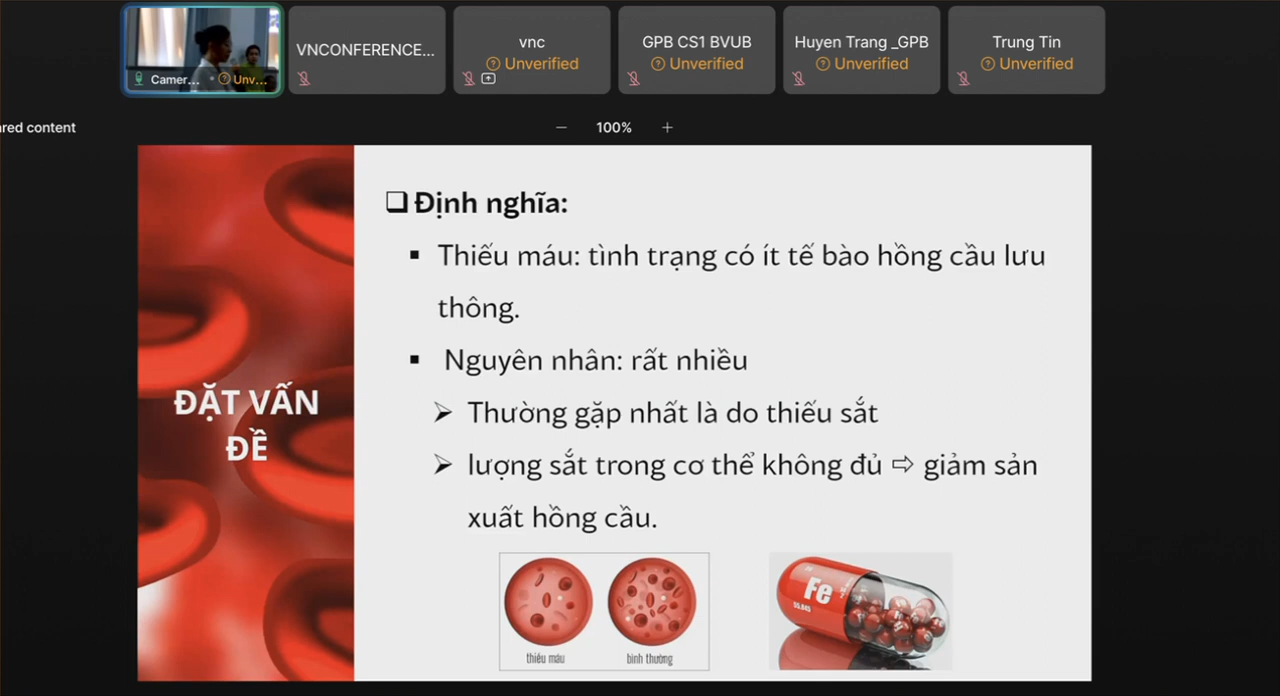 Camer... Unv...
VNCONFERENCE...
vnc
Unverified
GPB CS1 BVUB
Unverified
Huyen Trang _GPB
Unverified
Trung Tin
Unverified
ared content
100%
ĐẶT VẤN
ĐỀ
Định nghĩa:
Thiếu máu: tình trạng có ít tế bào hồng cầu lưu
thông.
Nguyên nhân: rất nhiều
Thường gặp nhất là do thiếu sắt
lượng sắt trong cơ thể không đủ ⇨ giảm sản
xuất hồng cầu.
thiếu máu
bình thường
Fe
55.845